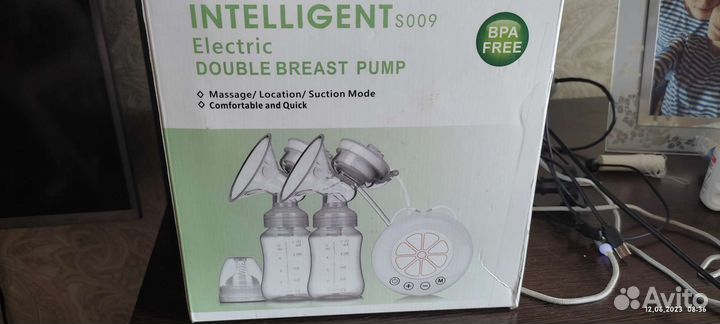 INTELLIGENT S009
Electric
DOUBLE BREAST PUMP
BPA
FREE
◇ Massage/ Location/ Suction Mode
◇ Comfortable and Quick
M
Avito
12.06.2023 08:36